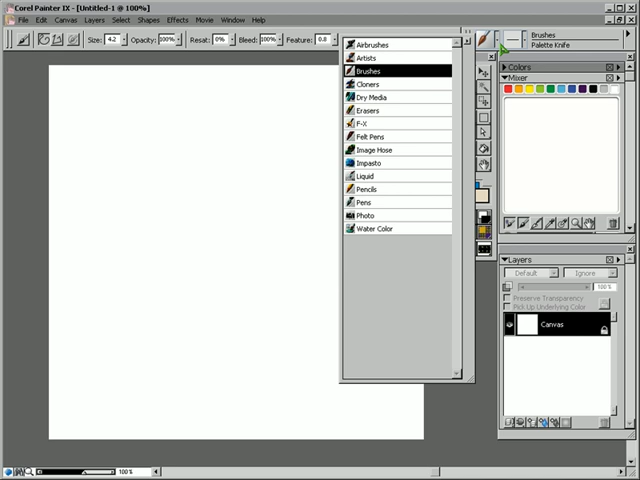 Corel Painter IX - [Untitled-1 @ 100%]
File Edit Canvas Layers Select Shapes Effects Movie Window Help
Size: 4.2 Opacity: 100% Resat: 0% Bleed: 100% Feature: 0.8
Brushes
Palette Knife
Airbrushes
Artists
Brushes
Cloners
Dry Media
Erasers
F-X
Felt Pens
Image Hose
Impasto
Liquid
Pencils
Pens
Photo
Water Color
Colors
Mixer
Layers
Default Ignore
100%
Preserve Transparency
Pick Up Underlying Color
Canvas
100%